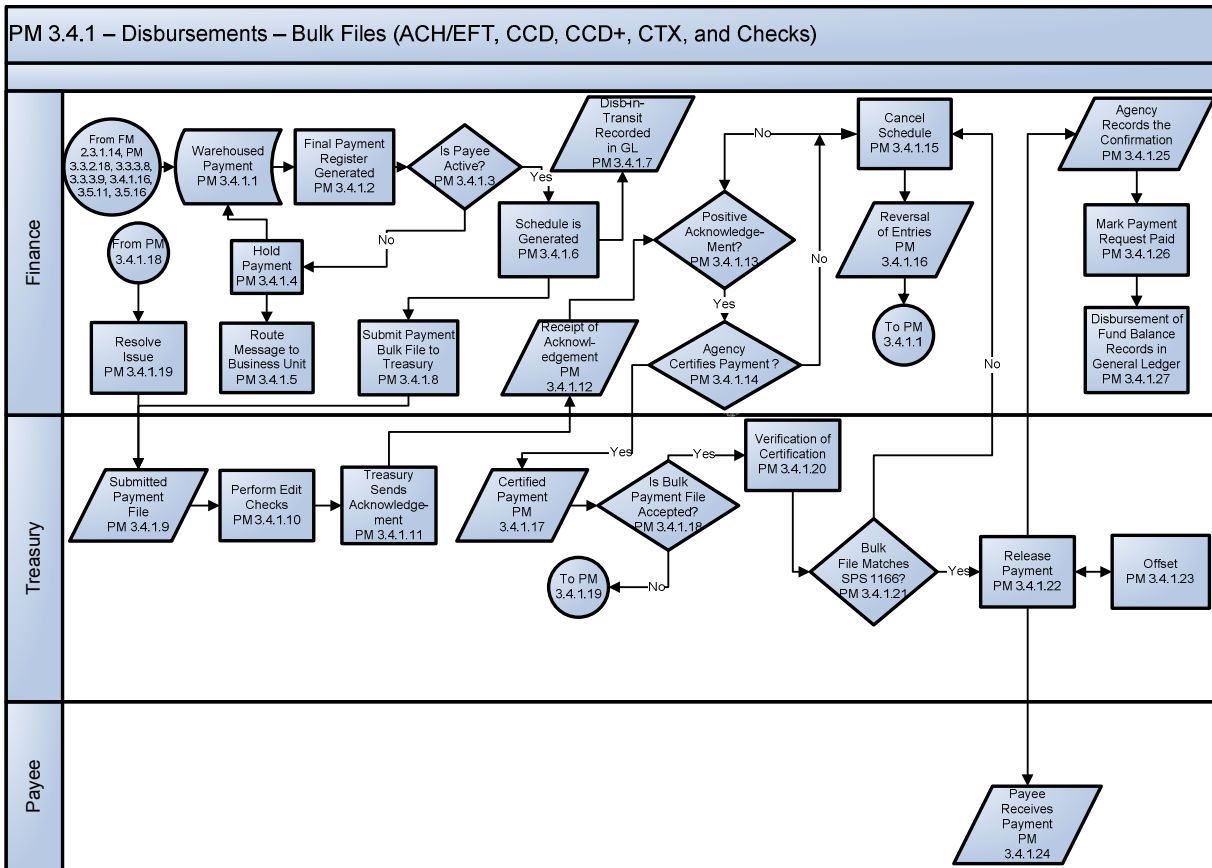 PM 3.4.1 – Disbursements – Bulk Files (ACH/EFT, CCD, CCD+, CTX, and Checks)
Finance
From FM
2.3.1.14, PM
3.3.2.18, 3.3.3.8,
3.3.3.9, 3.4.1.16,
3.5.11, 3.5.16
Warehoused
Payment
PM 3.4.1.1
Final Payment
Register
Generated
PM 3.4.1.2
Is Payee
Active?
PM 3.4.1.3
Yes
No
Disb-in-
Transit
Recorded
in GL
PM 3.4.1.7
From PM
3.4.1.18
Hold
Payment
PM 3.4.1.4
Schedule is
Generated
PM 3.4.1.6
Resolve
Issue
PM 3.4.1.19
Route
Message to
Business Unit
PM 3.4.1.5
Submit Payment
Bulk File to
Treasury
PM 3.4.1.8
Receipt of
Acknowl-
edgement
PM
3.4.1.12
No
Positive
Acknowledge-
Ment?
PM 3.4.1.13
Yes
Agency
Certifies Payment ?
PM 3.4.1.14
No
Cancel
Schedule
PM 3.4.1.15
Reversal
of Entries
PM
3.4.1.16
To PM
3.4.1.1
No
Agency
Records the
Confirmation
PM 3.4.1.25
Mark Payment
Request Paid
PM 3.4.1.26
Disbursement of
Fund Balance
Records in
General Ledger
PM 3.4.1.27
Treasury
Submitted
Payment
File
PM 3.4.1.9
Perform Edit
Checks
PM 3.4.1.10
Treasury
Sends
Acknowledge-
ment
PM 3.4.1.11
Yes
Certified
Payment
PM
3.4.1.17
Is Bulk
Payment File
Accepted?
PM 3.4.1.18
Yes
No
To PM
3.4.1.19
Verification of
Certification
PM 3.4.1.20
Bulk
File Matches
SPS 1166?
PM 3.4.1.21
Yes
Release
Payment
PM 3.4.1.22
Offset
PM 3.4.1.23
Payee
Payee
Receives
Payment
PM
3.4.1.24